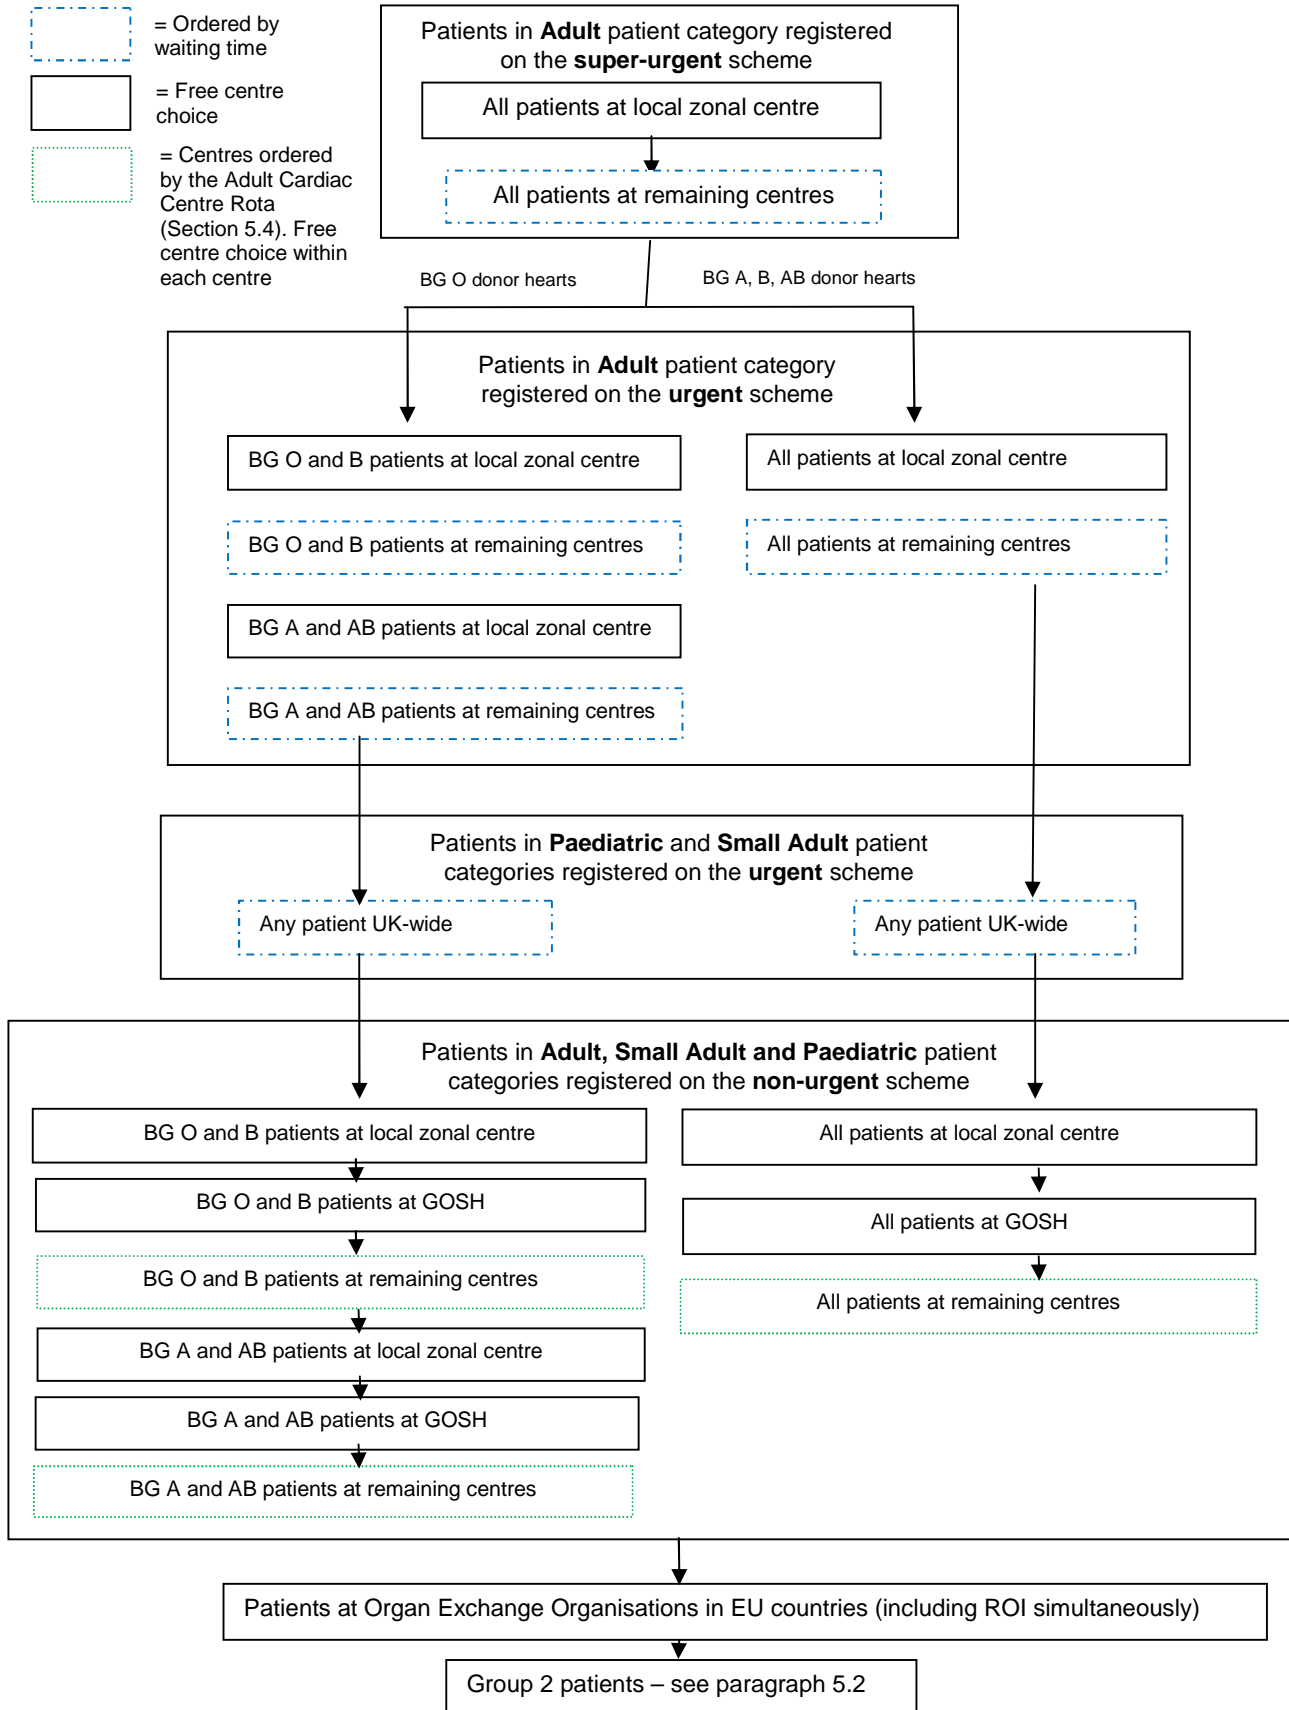 = Ordered by
waiting time
= Free centre
choice
= Centres ordered
by the Adult Cardiac
Centre Rota
(Section 5.4). Free
centre choice within
each centre
Patients in Adult patient category registered
on the super-urgent scheme
All patients at local zonal centre
All patients at remaining centres
BG O donor hearts
BG A, B, AB donor hearts
Patients in Adult patient category
registered on the urgent scheme
BG O and B patients at local zonal centre
BG O and B patients at remaining centres
BG A and AB patients at local zonal centre
BG A and AB patients at remaining centres
All patients at local zonal centre
All patients at remaining centres
Patients in Paediatric and Small Adult patient
categories registered on the urgent scheme
Any patient UK-wide
Any patient UK-wide
Patients in Adult, Small Adult and Paediatric patient
categories registered on the non-urgent scheme
BG O and B patients at local zonal centre
BG O and B patients at GOSH
BG O and B patients at remaining centres
BG A and AB patients at local zonal centre
BG A and AB patients at GOSH
BG A and AB patients at remaining centres
All patients at local zonal centre
All patients at GOSH
All patients at remaining centres
Patients at Organ Exchange Organisations in EU countries (including ROI simultaneously)
Group 2 patients – see paragraph 5.2